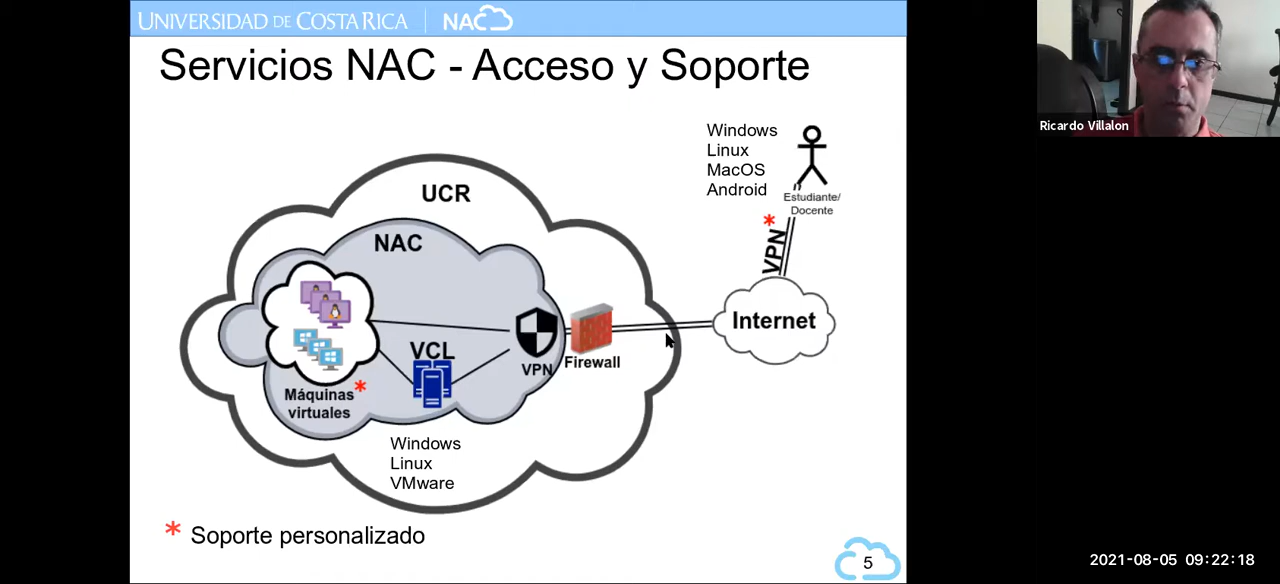 UNIVERSIDAD DE COSTA RICA
NAC
Servicios NAC - Acceso y Soporte
Ricardo Villalon
Windows
Linux
MacOS
Android
Estudiante/
Docente
*
VPN
UCR
NAC
Internet
VCL
VPN
Firewall
Máquinas *
virtuales
Windows
Linux
VMware
* Soporte personalizado
5
2021-08-05 09:22:18